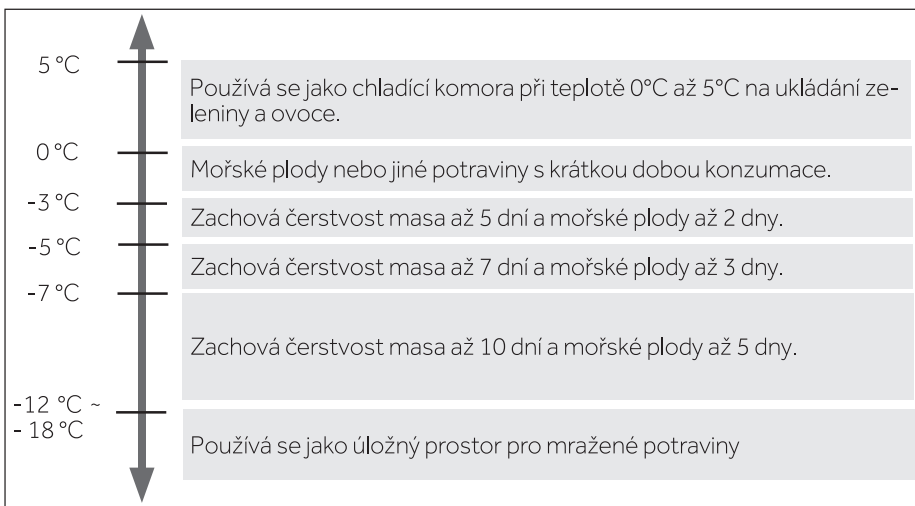 5 °C
Používá se jako chladící komora při teplotě 0°C až 5°C na ukládání ze-
leniny a ovoce.
0 °C
Mořské plody nebo jiné potraviny s krátkou dobou konzumace.
-3 °C
Zachová čerstvost masa až 5 dní a mořské plody až 2 dny.
-5 °C
Zachová čerstvost masa až 7 dní a mořské plody až 3 dny.
-7 °C
Zachová čerstvost masa až 10 dní a mořské plody až 5 dny.
-12 °C ~
- 18 °C
Používá se jako úložný prostor pro mražené potraviny